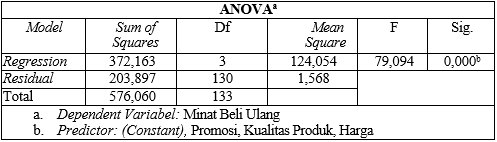 ANOVAa
Model Sum of Squares Df Mean Square F Sig.
Regression 372,163 3 124,054 79,094 0,000b
Residual 203,897 130 1,568
Total 576,060 133
a. Dependent Variabel: Minat Beli Ulang
b. Predictor: (Constant), Promosi, Kualitas Produk, Harga